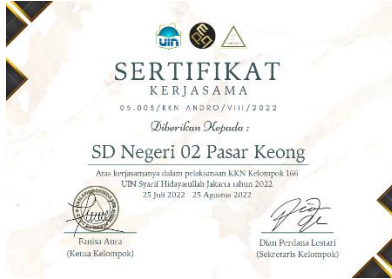 uin
SERTIFIKAT
KERJASAMA
05.005/KKN ANDRO/VIII/2022
Diberikan Kepada :
SD Negeri 02 Pasar Keong
Atas kerjasamanya dalam pelaksanaan KKN Kelompok 166
UIN Syarif Hidayatullah Jakarta tahun 2022
25 Juli 2022 25 Agustus 2022
Fanisa Aura
(Ketua Kelompok)
Dian Perdana Lestari
(Sekretaris Kelompok)